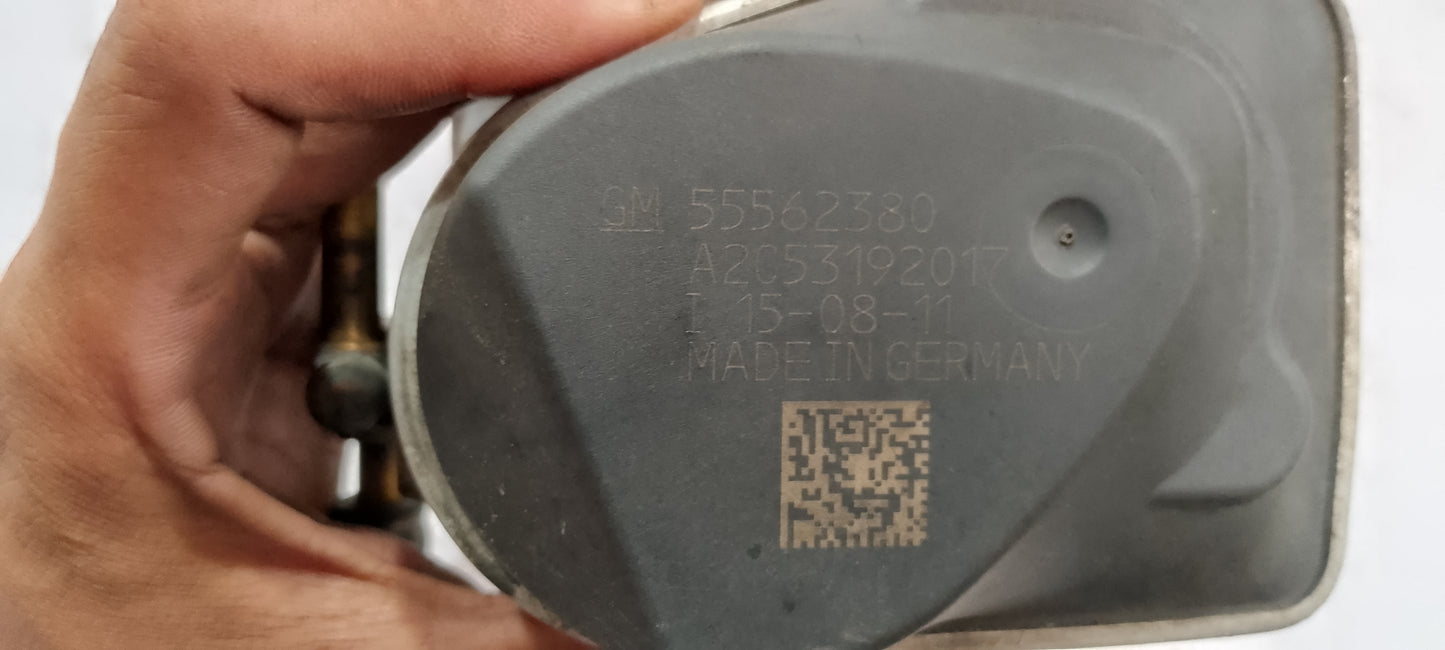 GM 55562380
A2C53192017
I 15-08-11
MADE IN GERMANY